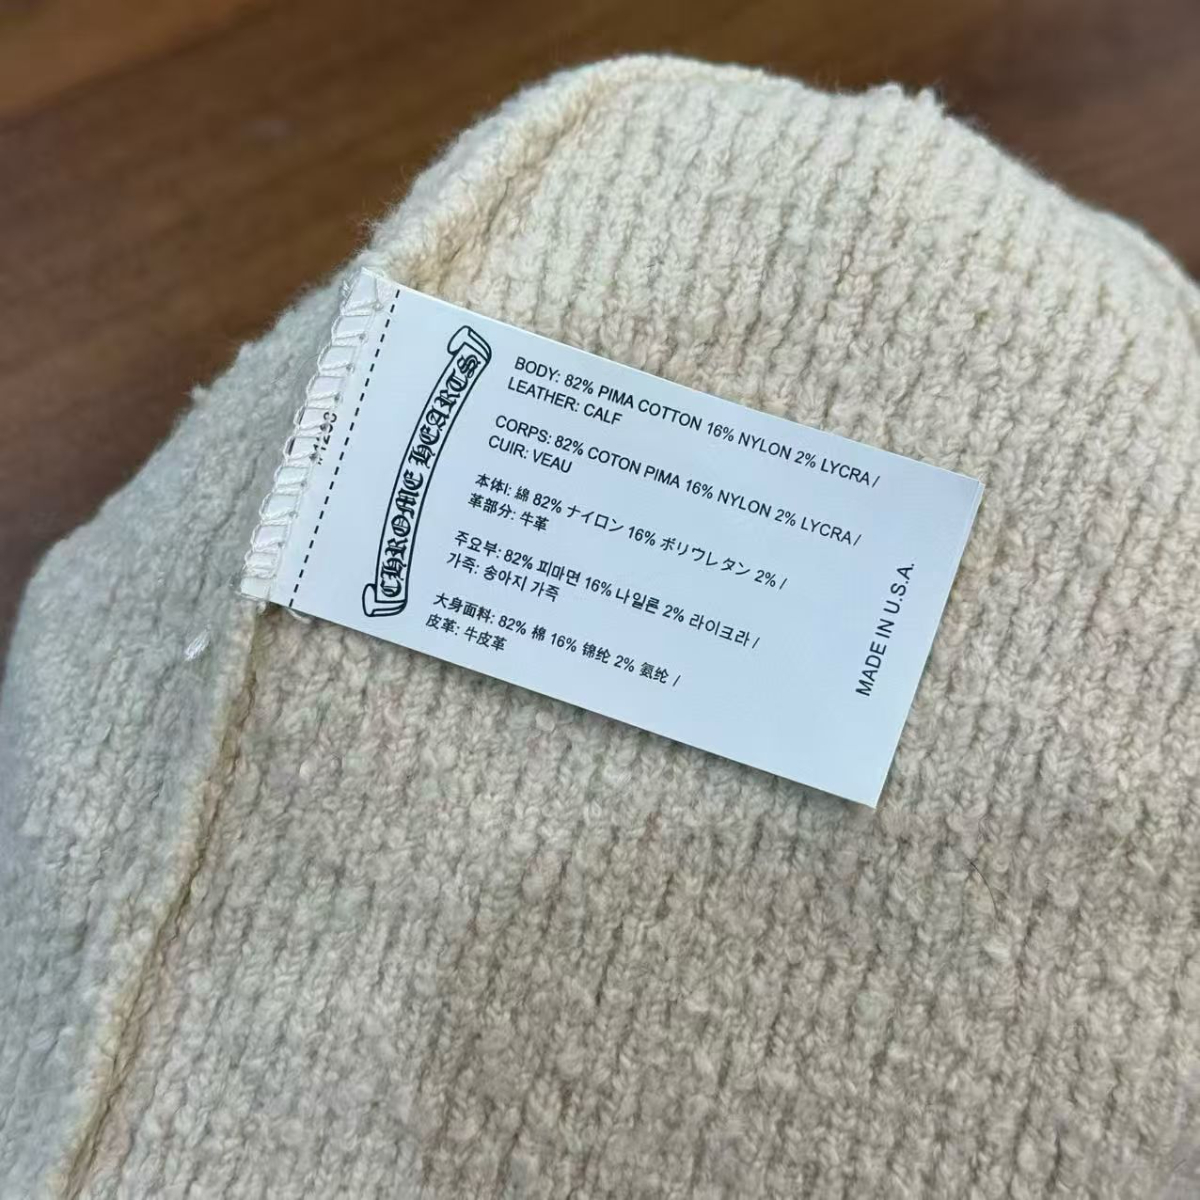 CHROME HEARTS
BODY: 82% PIMA COTTON 16% NYLON 2% LYCRA /
LEATHER: CALF
CORPS: 82% COTON PIMA 16% NYLON 2% LYCRA /
CUIR: VEAU
本体: 綿 82% ナイロン 16% ポリウレタン 2% /
革部分: 牛革
주요부: 82% 피마면 16% 나일론 2% 라이크라 /
가죽: 송아지 가죽
大身面料: 82% 棉 16% 锦纶 2% 氨纶 /
皮革: 牛皮革
MADE IN U.S.A.